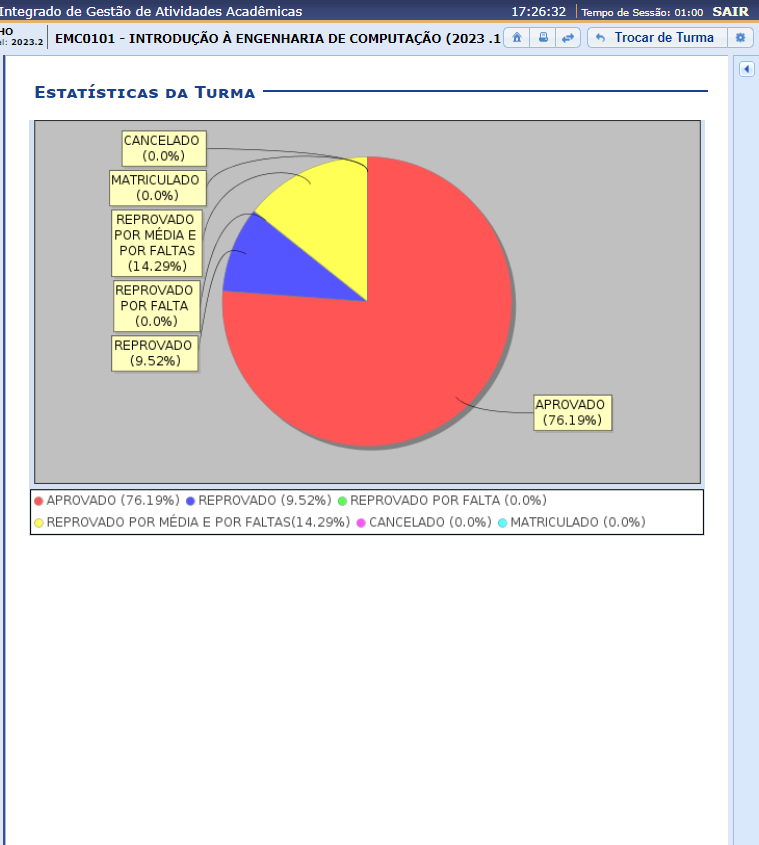 Integrado de Gestão de Atividades Acadêmicas 17:26:32 Tempo de Sessão: 01:00 SAIR
HO
el: 2023.2
EMC0101 - INTRODUÇÃO À ENGENHARIA DE COMPUTAÇÃO (2023 .1
Trocar de Turma
Estatísticas da Turma
CANCELADO
(0.0%)
MATRICULADO
(0.0%)
REPROVADO
POR MÉDIA E
POR FALTAS
(14.29%)
REPROVADO
POR FALTA
(0.0%)
REPROVADO
(9.52%)
APROVADO
(76.19%)
APROVADO (76.19%) REPROVADO (9.52%) REPROVADO POR FALTA (0.0%)
REPROVADO POR MÉDIA E POR FALTAS(14.29%) CANCELADO (0.0%) MATRICULADO (0.0%)